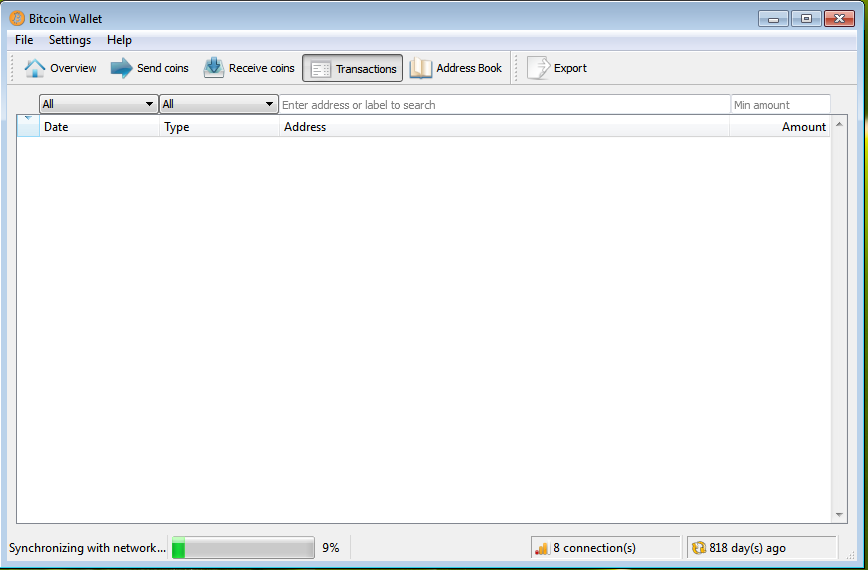 Bitcoin Wallet
File Settings Help
Overview Send coins Receive coins Transactions Address Book Export
All All Enter address or label to search Min amount
Date Type Address Amount
Synchronizing with network... 9% 8 connection(s) 818 day(s) ago